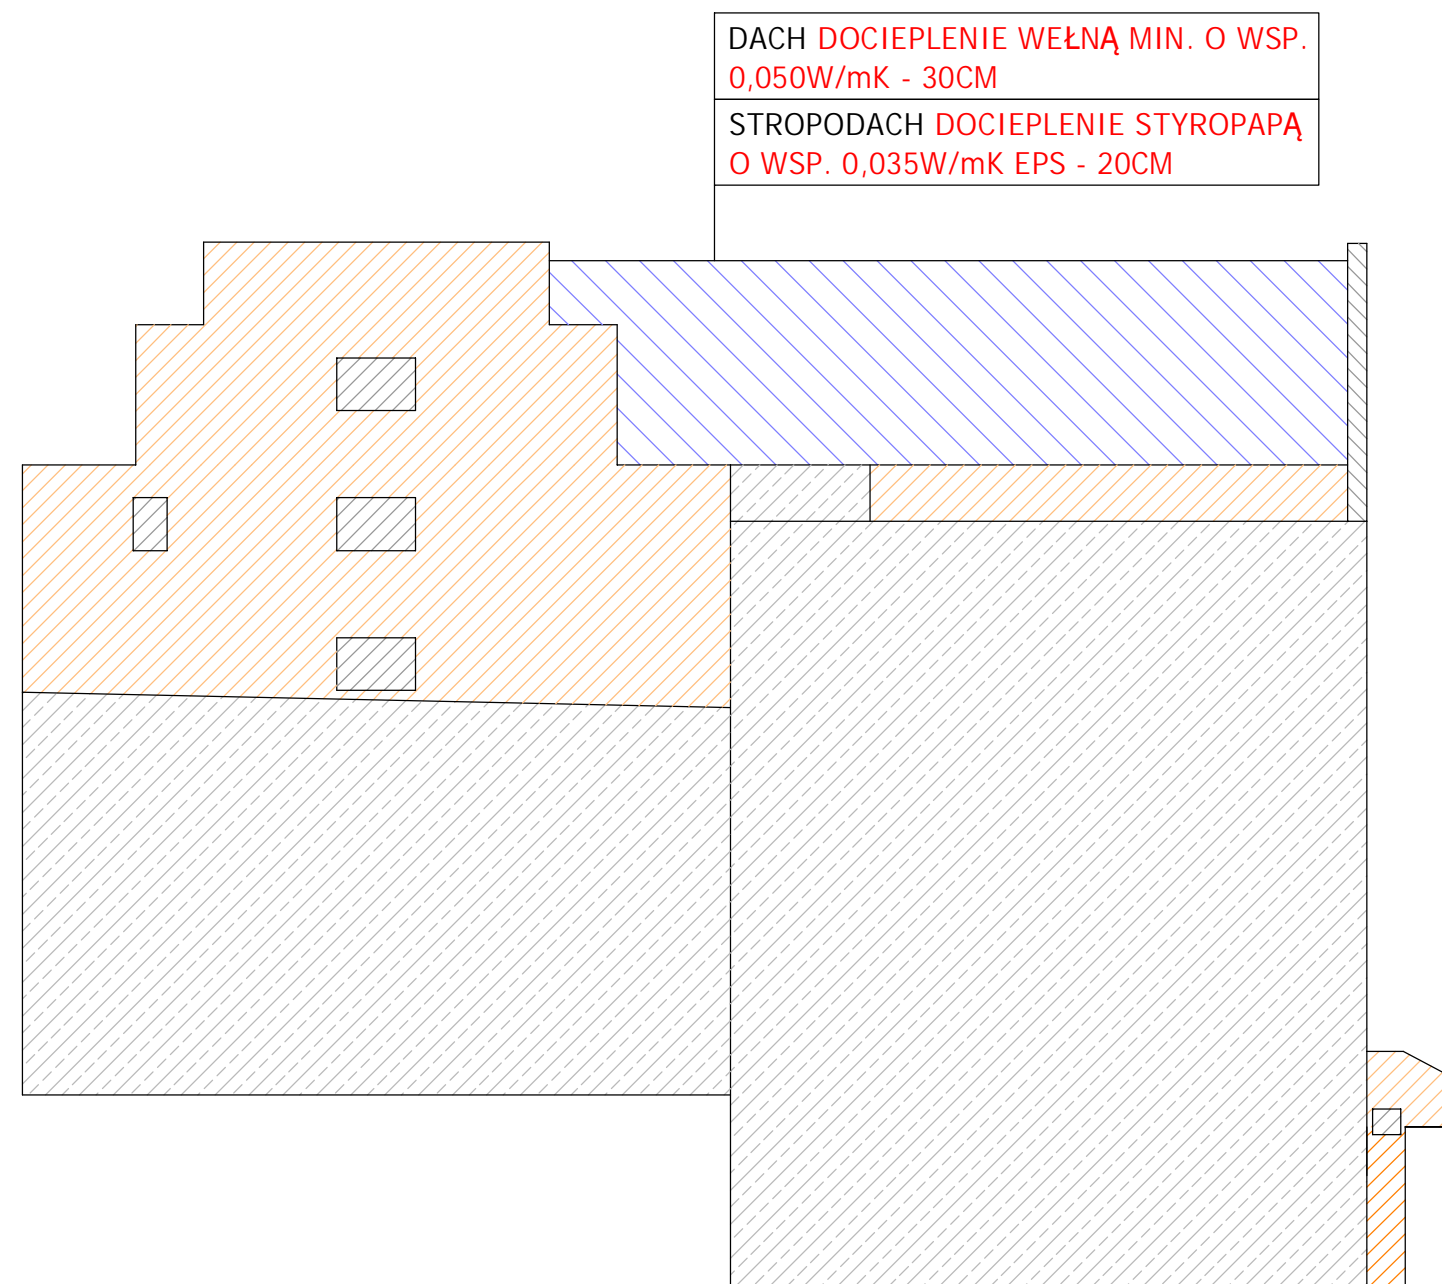 DACH DOCIEPLENIE WEŁNĄ MIN. O WSP.
0,050W/mK - 30CM
STROPODACH DOCIEPLENIE STYROPAPĄ
O WSP. 0,035W/mK EPS - 20CM